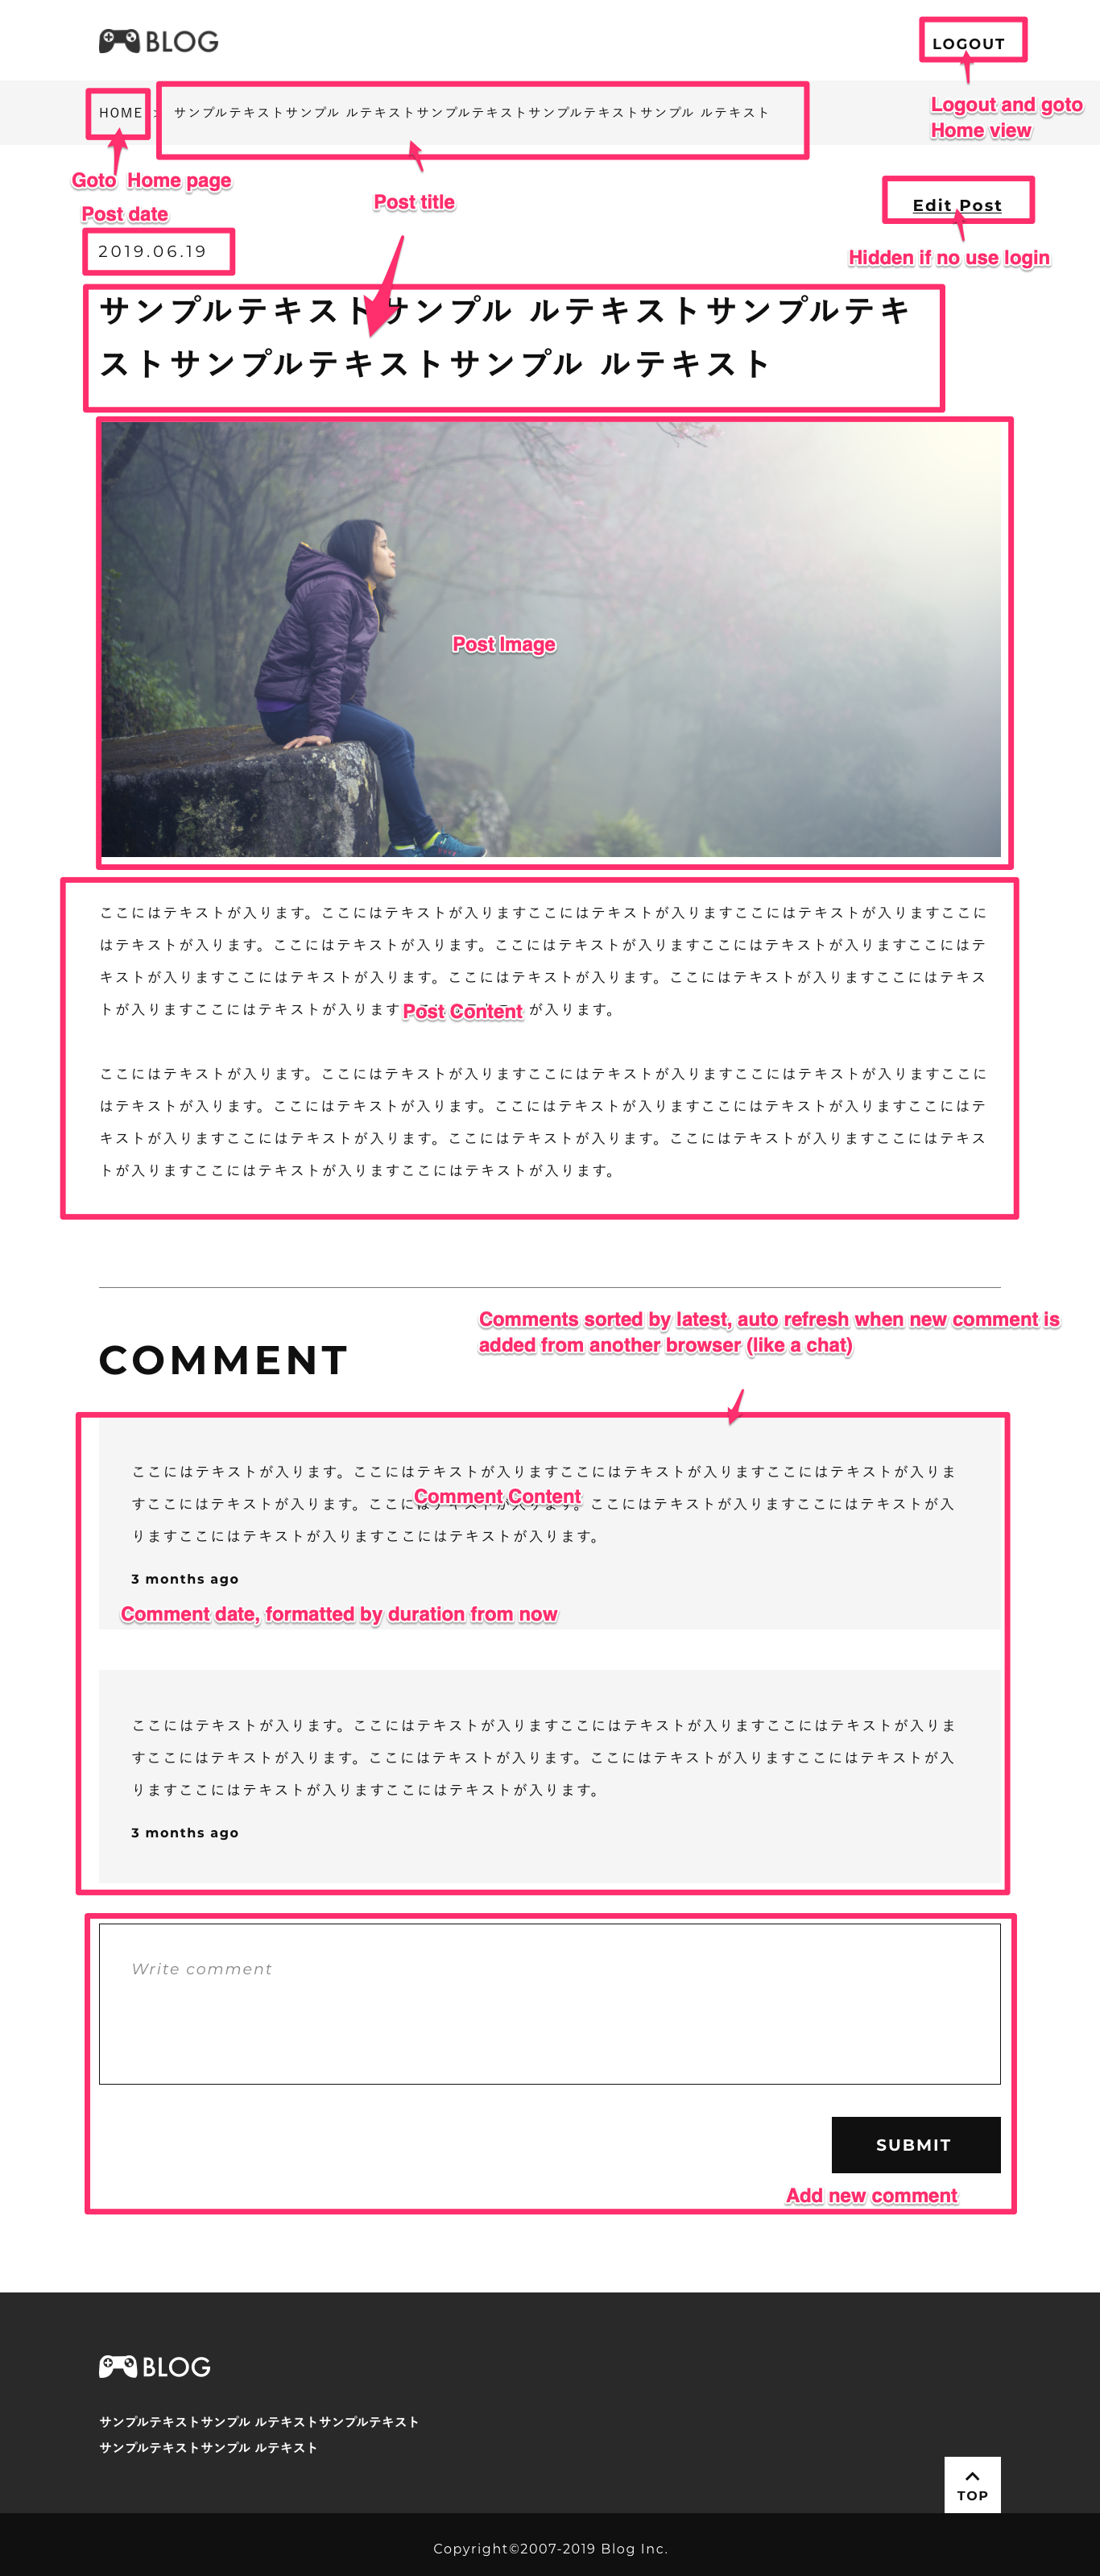 BLOG
LOGOUT
HOME > サンプルテキストサンプル ルテキストサンプルテキストサンプルテキストサンプル ルテキスト
Logout and goto
Home view
Goto Home page
Post title
Edit Post
Post date
Hidden if no use login
2019.06.19
サンプルテキストサンプル ルテキストサンプルテキ
ストサンプルテキストサンプル ルテキスト
Post Image
ここにはテキストが入ります。ここにはテキストが入りますここにはテキストが入りますここにはテキストが入りますここに
はテキストが入ります。ここにはテキストが入ります。ここにはテキストが入りますここにはテキストが入りますここにはテ
キストが入りますここにはテキストが入ります。ここにはテキストが入ります。ここにはテキストが入りますここにはテキス
トが入りますここにはテキストが入ります が入ります。
Post Content
ここにはテキストが入ります。ここにはテキストが入りますここにはテキストが入りますここにはテキストが入りますここに
はテキストが入ります。ここにはテキストが入ります。ここにはテキストが入りますここにはテキストが入りますここにはテ
キストが入りますここにはテキストが入ります。ここにはテキストが入ります。ここにはテキストが入りますここにはテキス
トが入りますここにはテキストが入りますここにはテキストが入ります。
Comments sorted by latest, auto refresh when new comment is
added from another browser (like a chat)
COMMENT
ここにはテキストが入ります。ここにはテキストが入りますここにはテキストが入りますここにはテキストが入りま
Comment Content
すここにはテキストが入ります。ここにはテキストが入ります。ここにはテキストが入りますここにはテキストが入
りますここにはテキストが入りますここにはテキストが入ります。
3 months ago
Comment date, formatted by duration from now
ここにはテキストが入ります。ここにはテキストが入りますここにはテキストが入りますここにはテキストが入りま
すここにはテキストが入ります。ここにはテキストが入ります。ここにはテキストが入りますここにはテキストが入
りますここにはテキストが入りますここにはテキストが入ります。
3 months ago
Write comment
SUBMIT
Add new comment
BLOG
サンプルテキストサンプル ルテキストサンプルテキスト
サンプルテキストサンプル ルテキスト
TOP
Copyright©2007-2019 Blog Inc.